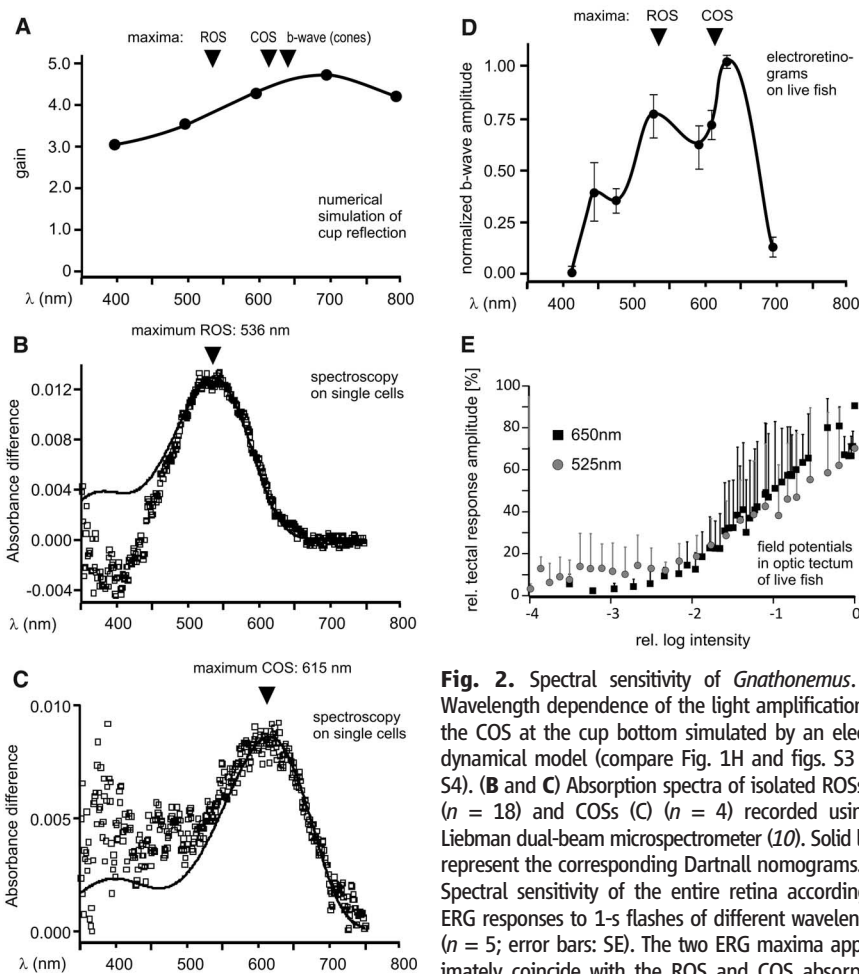 A
maxima: ROS COS b-wave (cones)
5.0
4.0
3.0
2.0
1.0
0
gain
numerical
simulation of
cup reflection
λ (nm) 400 500 600 700 800
B
maximum ROS: 536 nm
spectroscopy
on single cells
0.012
0.008
0.004
0.000
-0.004
Absorbance difference
λ (nm) 400 500 600 700 800
C
maximum COS: 615 nm
spectroscopy
on single cells
0.010
0.005
0.000
Absorbance difference
λ (nm) 400 500 600 700 800
D
maxima: ROS COS
electroretino-
grams
on live fish
1.00
0.75
0.50
0.25
0.00
normalized b-wave amplitude
λ (nm) 400 500 600 700 800
E
100
80
60
40
20
0
rel. tectal response amplitude [%]
650nm
525nm
field potentials
in optic tectum
of live fish
-4 -3 -2 -1 0
rel. log intensity
Fig. 2. Spectral sensitivity of Gnathonemus.
Wavelength dependence of the light amplification
the COS at the cup bottom simulated by an elec
dynamical model (compare Fig. 1H and figs. S3
S4). (B and C) Absorption spectra of isolated ROSs
(n = 18) and COSs (C) (n = 4) recorded usin
Liebman dual-beam microspectrometer (10). Solid l
represent the corresponding Dartnall nomograms.
Spectral sensitivity of the entire retina according
ERG responses to 1-s flashes of different wavelen
(n = 5; error bars: SE). The two ERG maxima app
imately coincide with the ROS and COS absorp